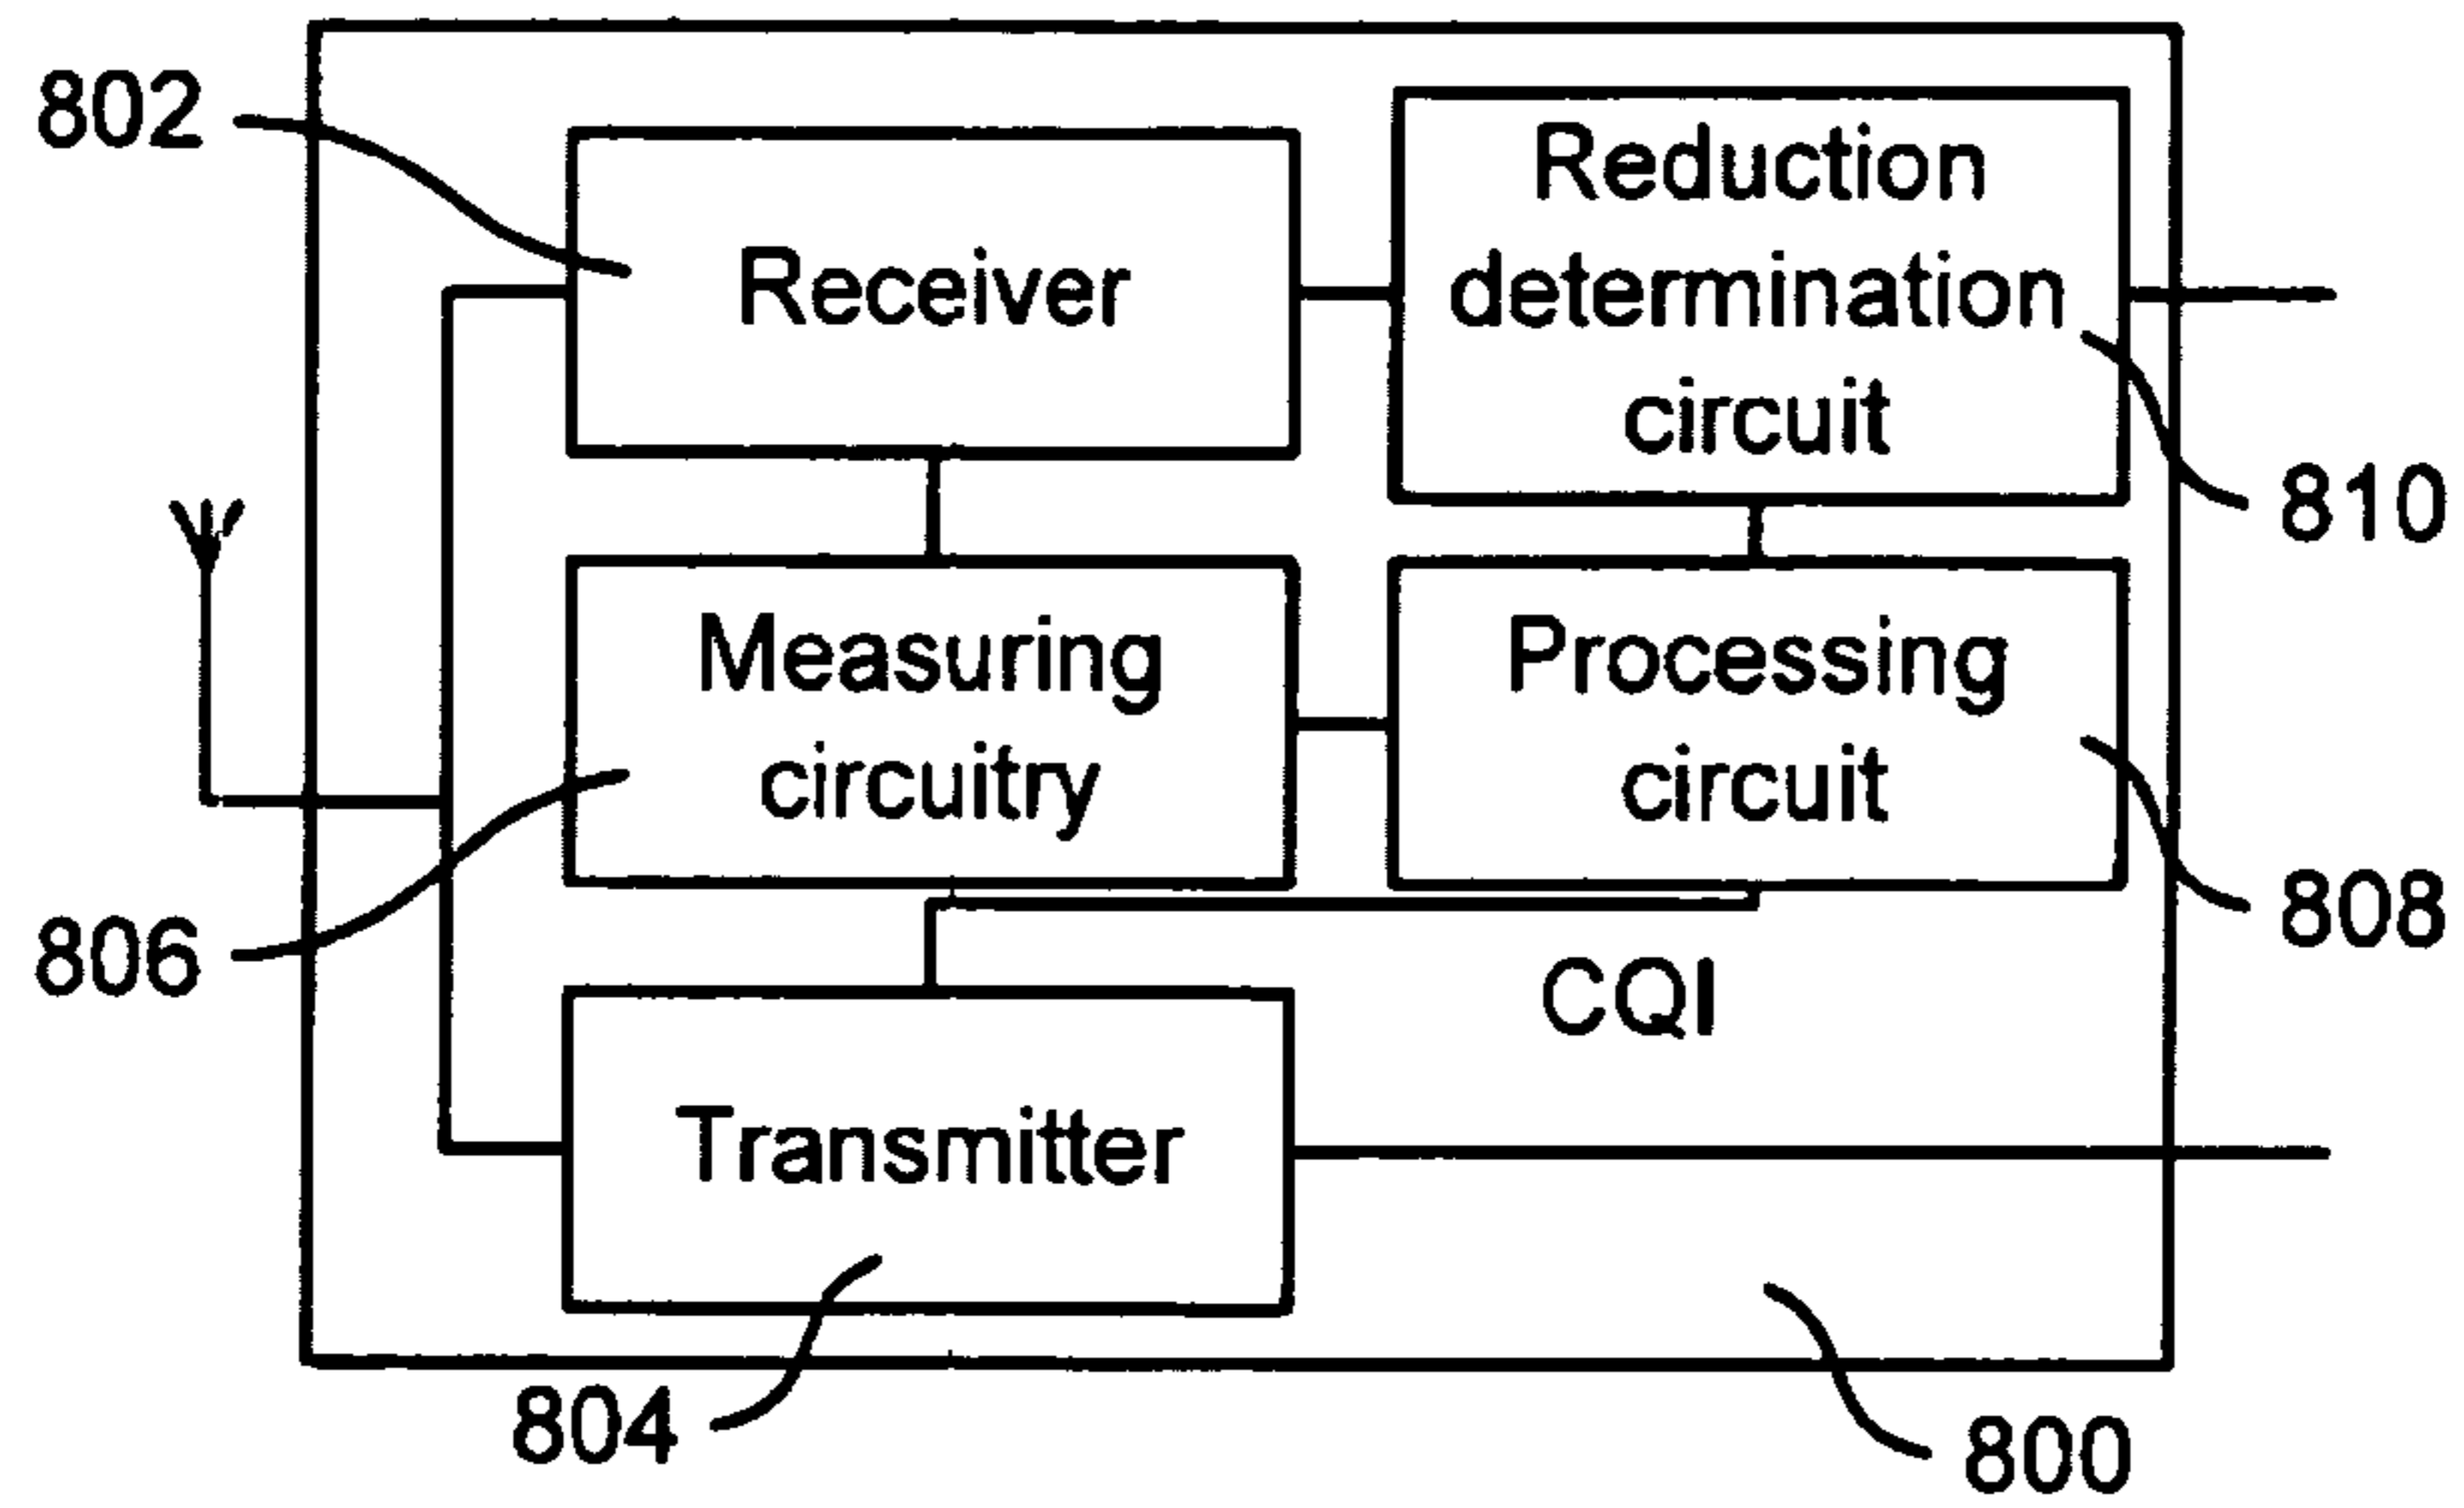 802
Receiver
Reduction
determination
circuit
810
Measuring
circuitry
Processing
circuit
806
808
CQI
Transmitter
804
800